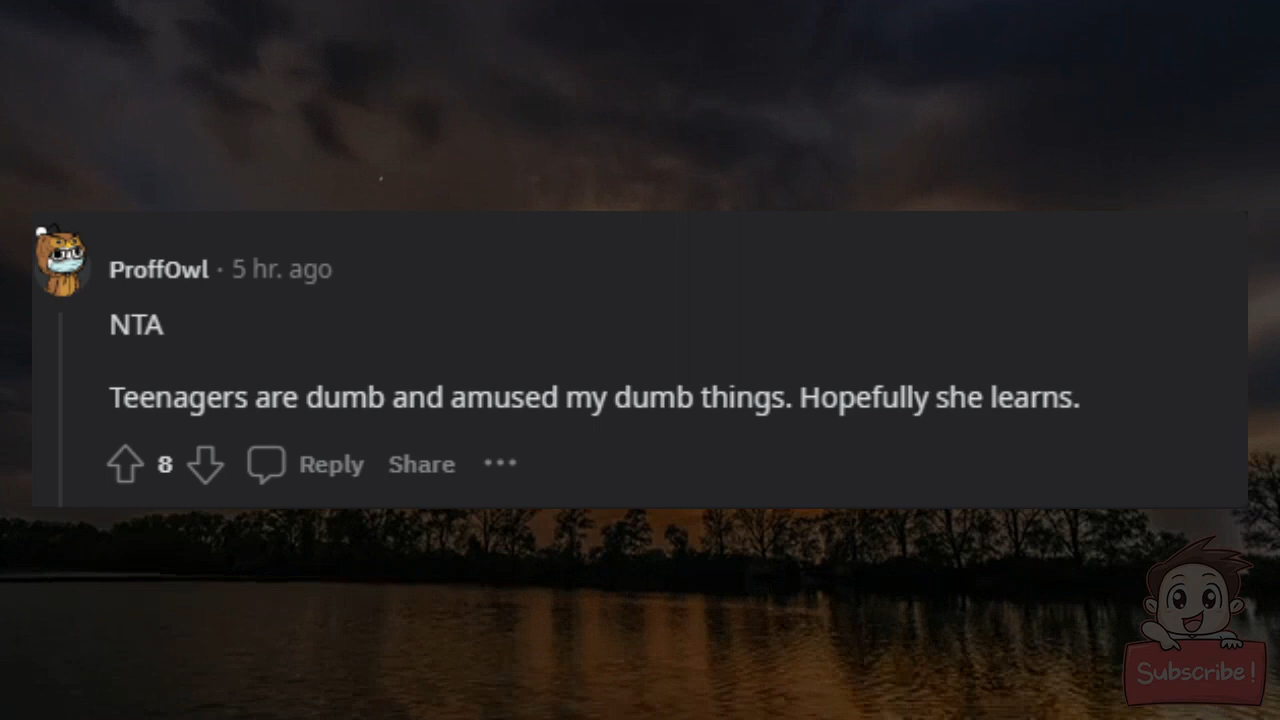 ProffOwl · 5 hr. ago
NTA
Teenagers are dumb and amused my dumb things. Hopefully she learns.
8 Reply Share ···
Subscribe!